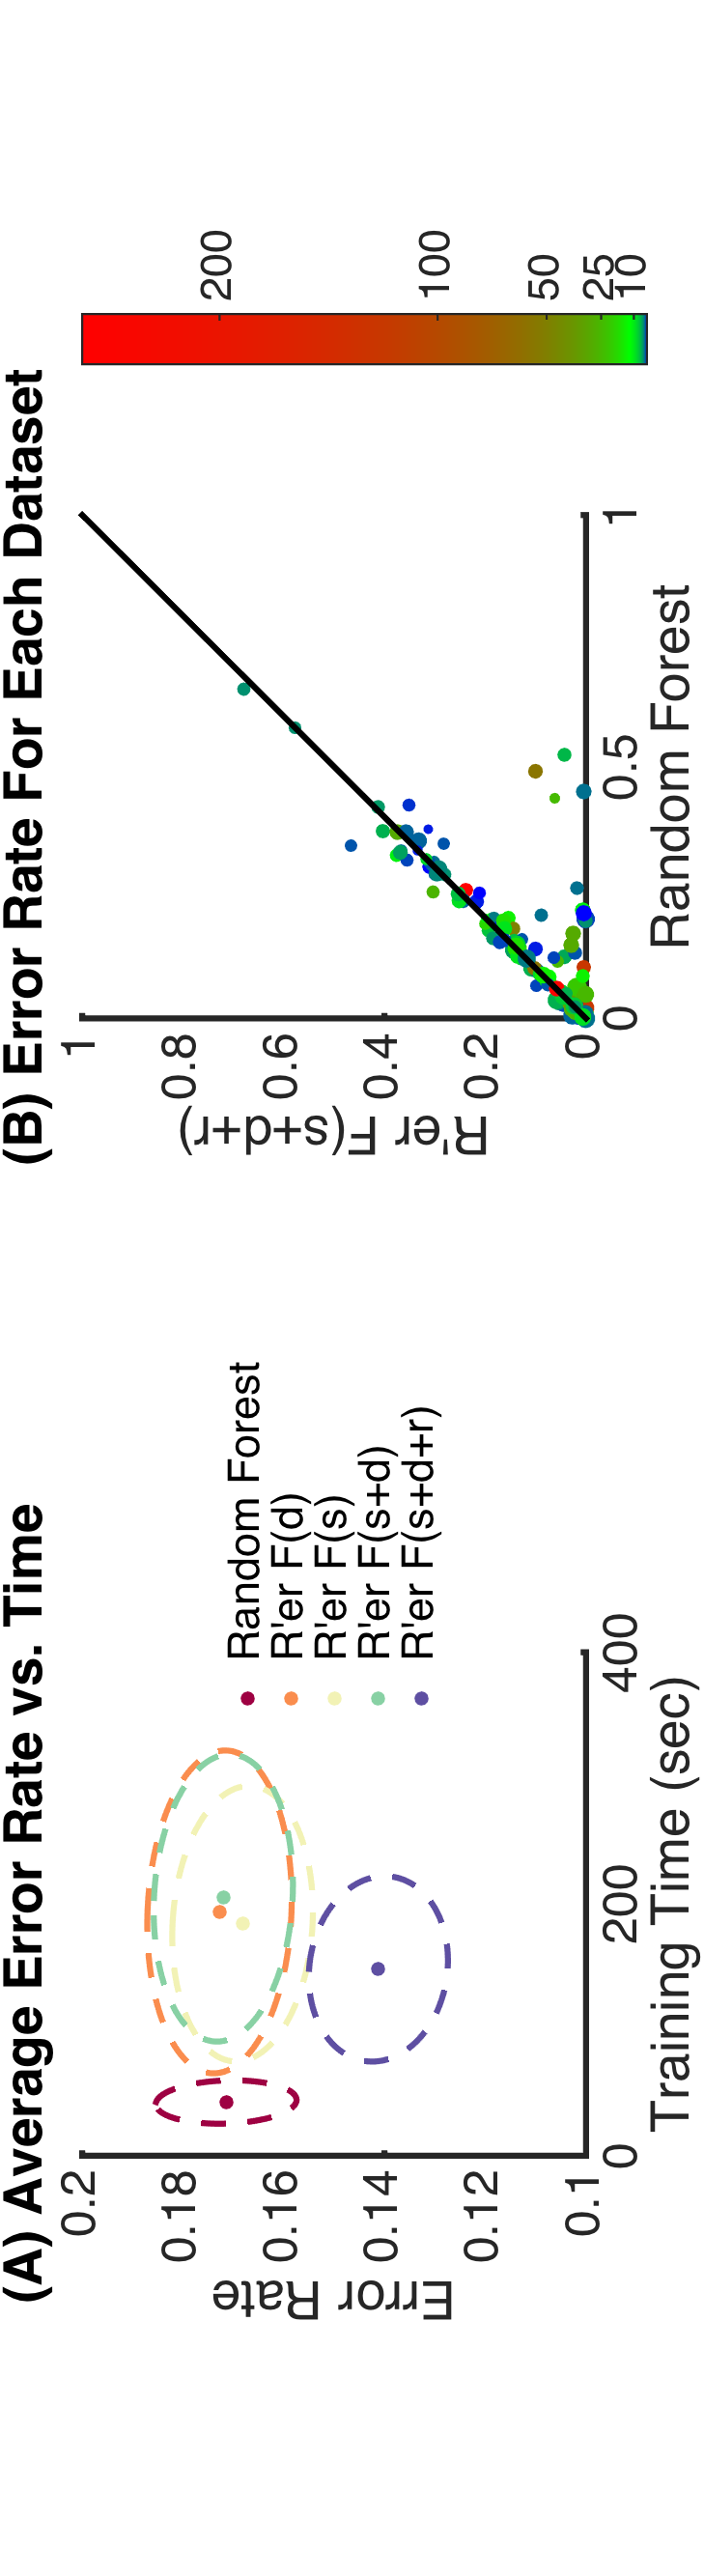 (A) Average Error Rate vs. Time
0.2
0.18
0.16
0.14
0.12
0.1
Error Rate
0
200
400
Training Time (sec)
Random Forest
R'er F(d)
R'er F(s)
R'er F(s+d)
R'er F(s+d+r)
(B) Error Rate For Each Dataset
1
0.8
0.6
0.4
0.2
0
R'er F(s+d+r)
0
0.5
1
Random Forest
200
100
50
25
10